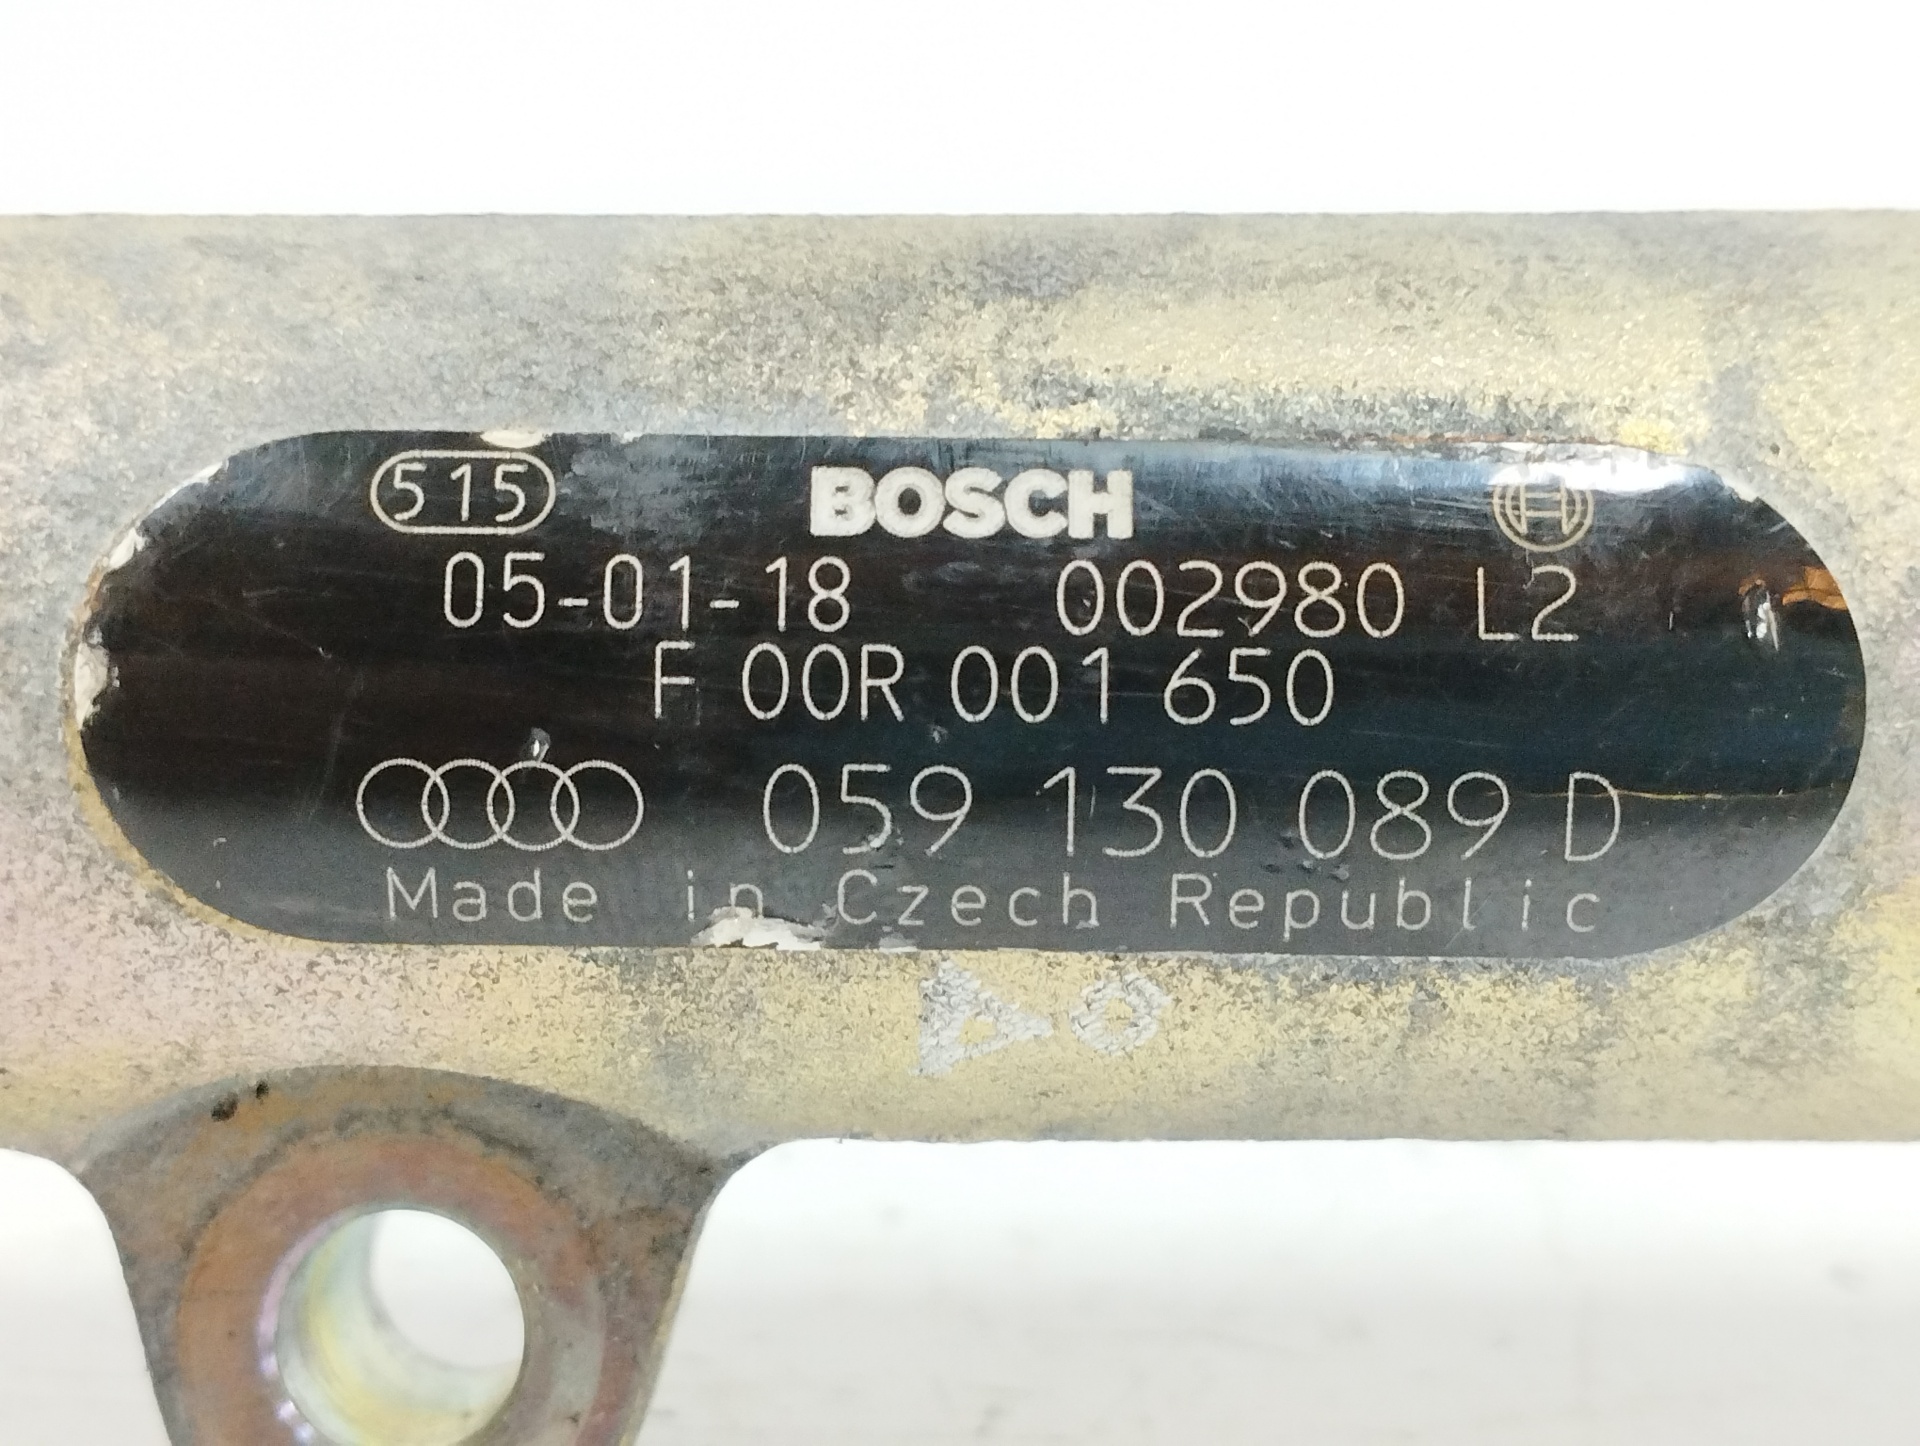 515 BOSCH
05-01-18 002980 L2
F 00R 001 650
059 130 089 D
Made in Czech Republic